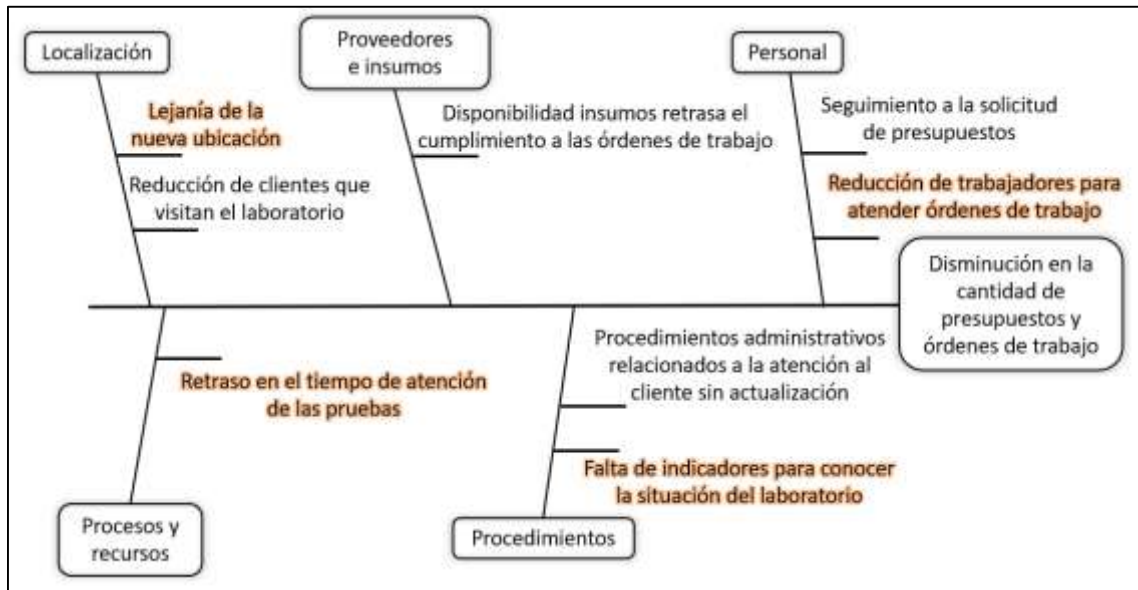 Localización
Proveedores
e insumos
Personal
Lejanía de la
nueva ubicación
Reducción de clientes que
visitan el laboratorio
Disponibilidad insumos retrasa el
cumplimiento a las órdenes de trabajo
Seguimiento a la solicitud
de presupuestos
Reducción de trabajadores para
atender órdenes de trabajo
Disminución en la
cantidad de
presupuestos y
órdenes de trabajo
Retraso en el tiempo de atención
de las pruebas
Procedimientos administrativos
relacionados a la atención al
cliente sin actualización
Falta de indicadores para conocer
la situación del laboratorio
Procesos y
recursos
Procedimientos